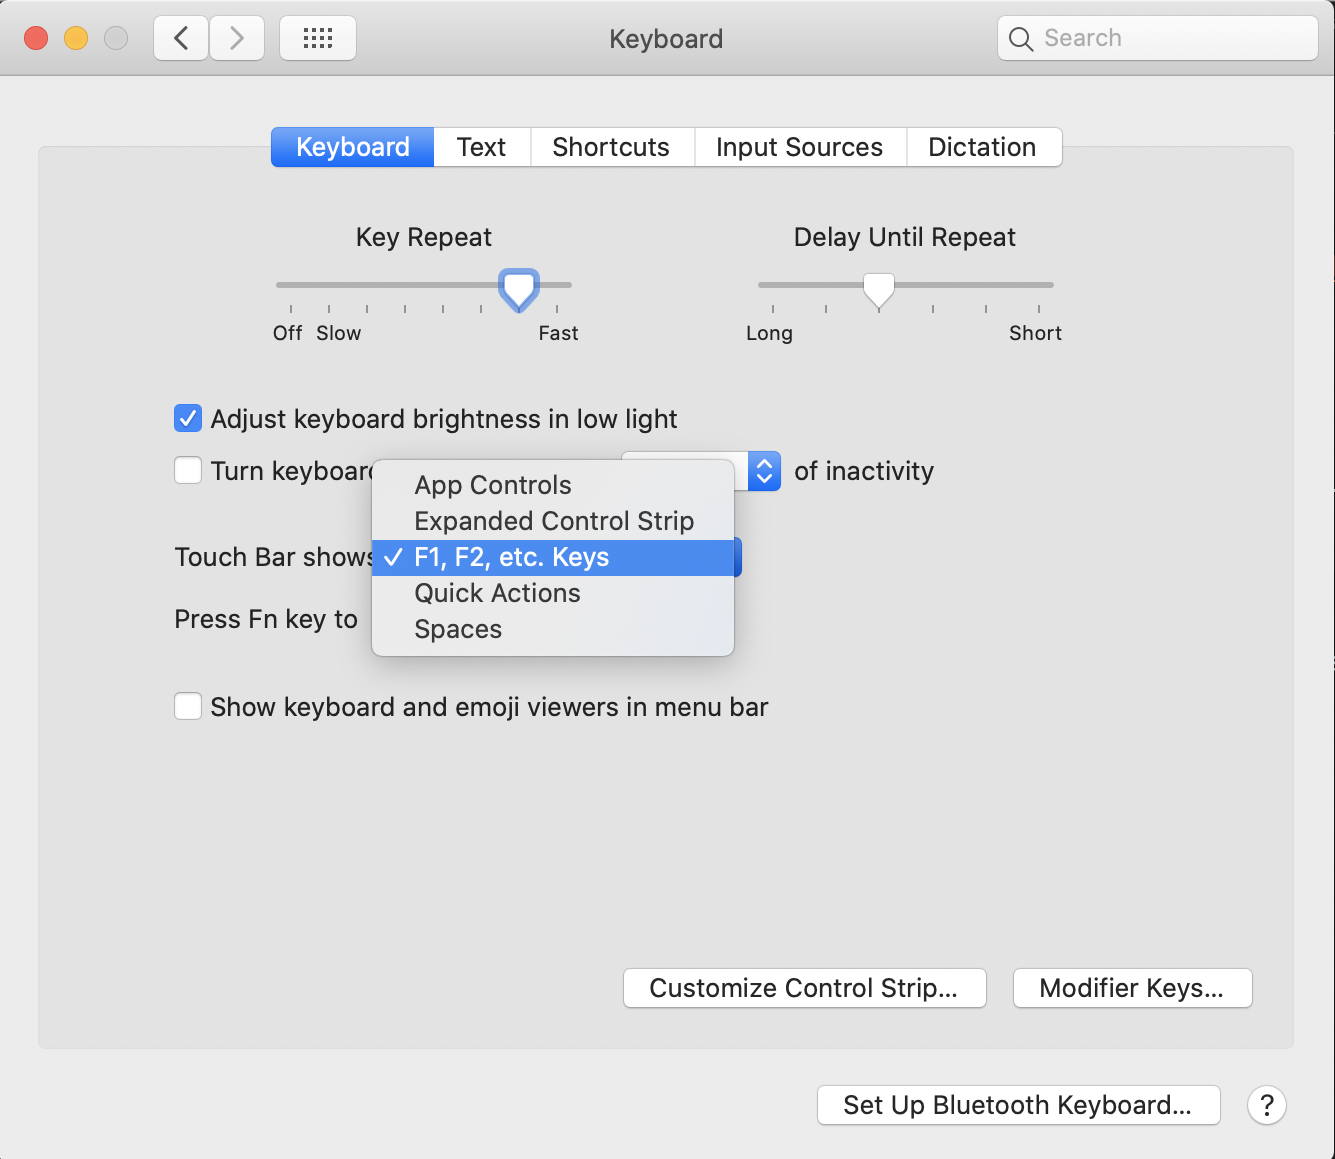 Keyboard
Search
Keyboard Text Shortcuts Input Sources Dictation
Key Repeat Delay Until Repeat
Off Slow Fast Long Short
Adjust keyboard brightness in low light
Turn keyboard of inactivity
App Controls
Expanded Control Strip
Touch Bar shows ✓ F1, F2, etc. Keys
Quick Actions
Press Fn key to
Spaces
Show keyboard and emoji viewers in menu bar
Customize Control Strip... Modifier Keys...
Set Up Bluetooth Keyboard... ?